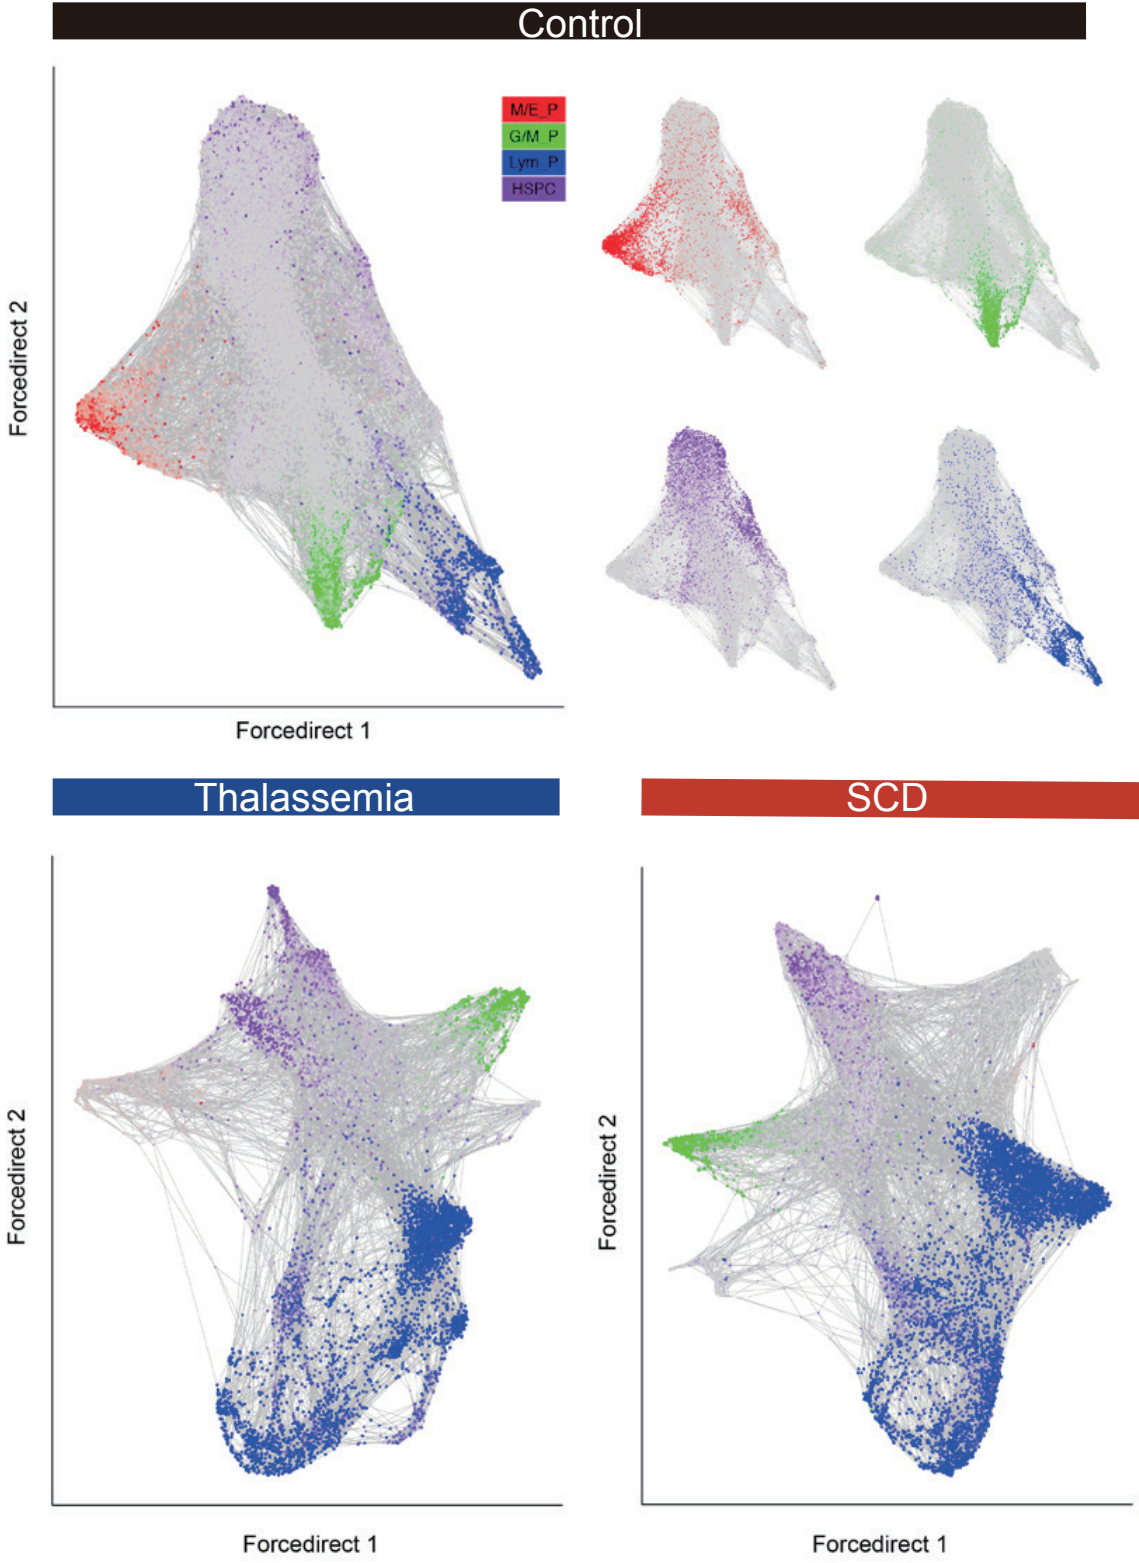 Control
M/E_P
G/M_P
Lym_P
HSPC
Forcedirect 2
Forcedirect 1
Thalassemia
SCD
Forcedirect 2
Forcedirect 1
Forcedirect 2
Forcedirect 1